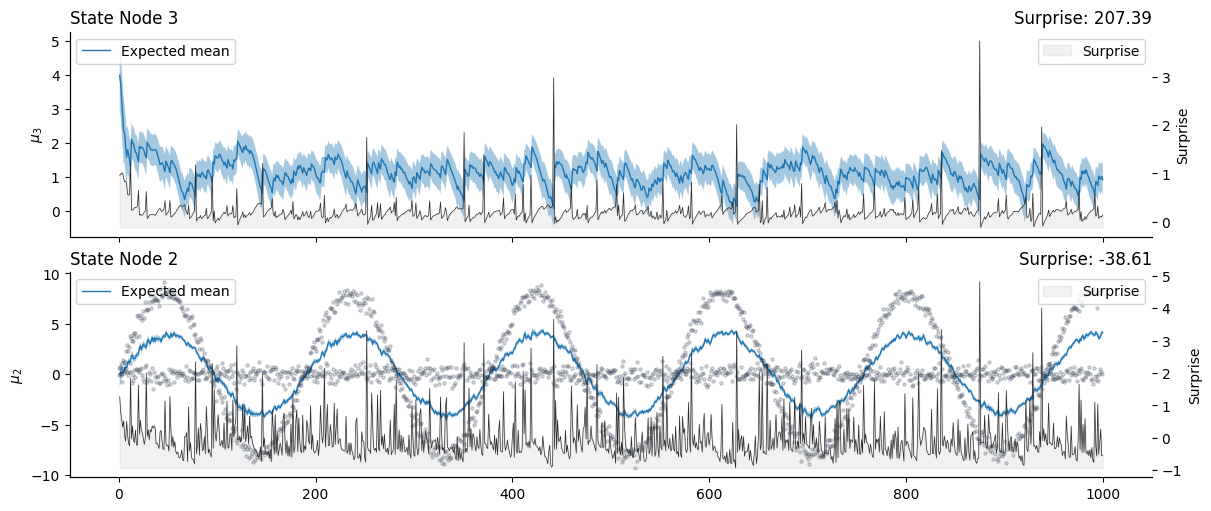 State Node 3
Surprise: 207.39
Expected mean
Surprise
5
4
3
2
1
0
μ3
3
2
1
0
Surprise
State Node 2
Surprise: -38.61
Expected mean
Surprise
10
5
0
−5
−10
μ2
5
4
3
2
1
0
−1
Surprise
0
200
400
600
800
1000